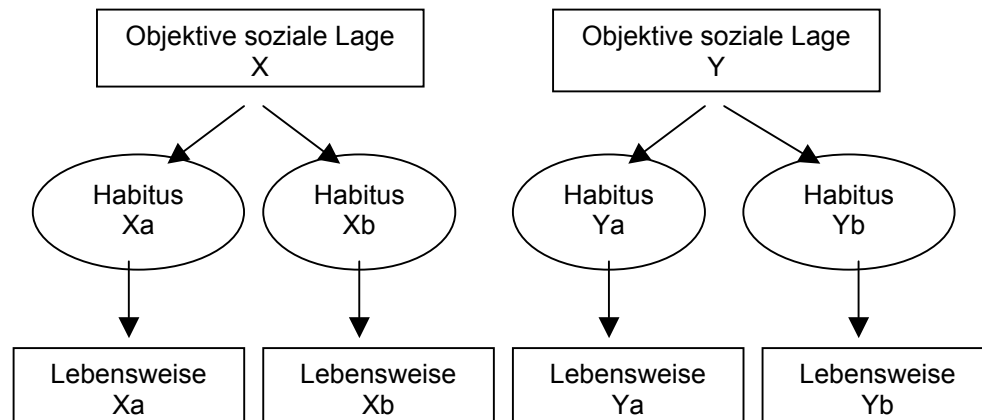 Objektive soziale Lage
X
Objektive soziale Lage
Y
Habitus
Xa
Habitus
Xb
Habitus
Ya
Habitus
Yb
Lebensweise
Xa
Lebensweise
Xb
Lebensweise
Ya
Lebensweise
Yb